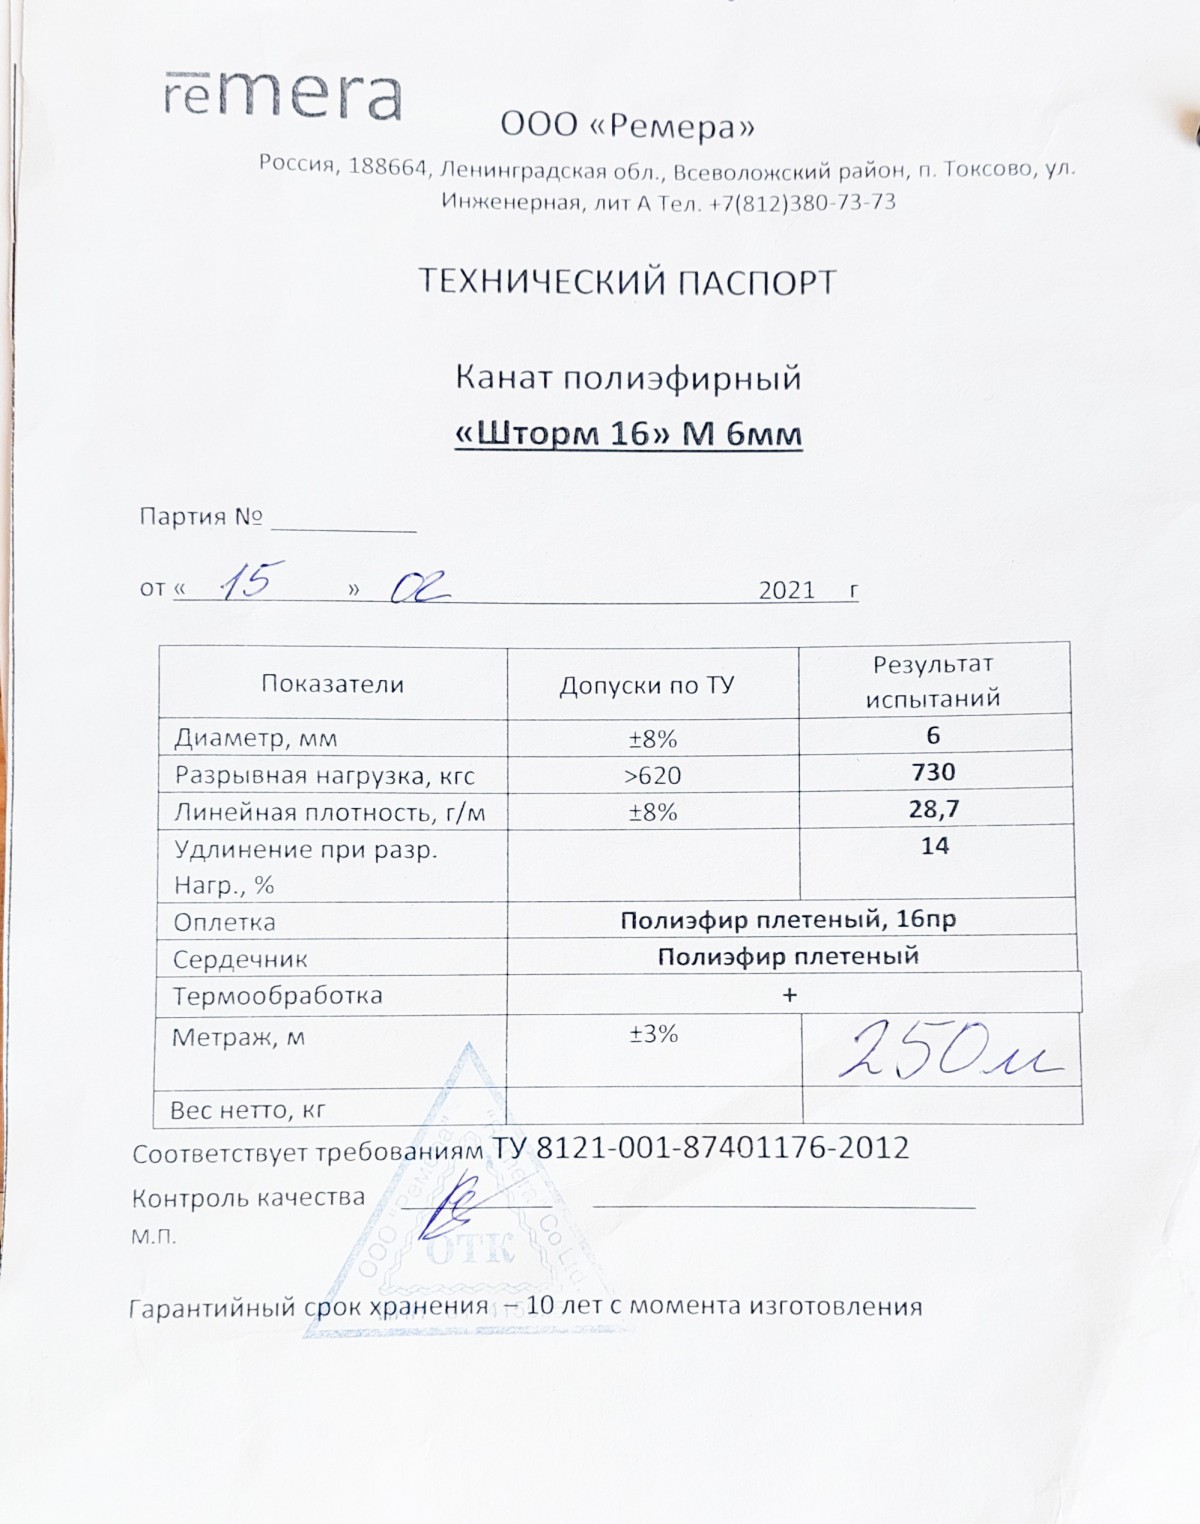 remera
ООО «Ремера»
Россия, 188664, Ленинградская обл., Всеволожский район, п. Токсово, ул.
Инженерная, лит А Тел. +7(812)380-73-73
ТЕХНИЧЕСКИЙ ПАСПОРТ
Канат полиэфирный
«Шторм 16» М 6мм
Партия №
от « 15 » 02 2021 г
Показатели Допуски по ТУ Результат
испытаний
Диаметр, мм ±8% 6
Разрывная нагрузка, кгс >620 730
Линейная плотность, г/м ±8% 28,7
Удлинение при разр. 14
Нагр., %
Оплетка Полиэфир плетеный, 16пр
Сердечник Полиэфир плетеный
Термообработка +
Метраж, м ±3% 250м
Вес нетто, кг
Соответствует требованиям ТУ 8121-001-87401176-2012
Контроль качества
М.П.
ООО "Ремера"
Co Ltd
ОТК
Гарантийный срок хранения – 10 лет с момента изготовления